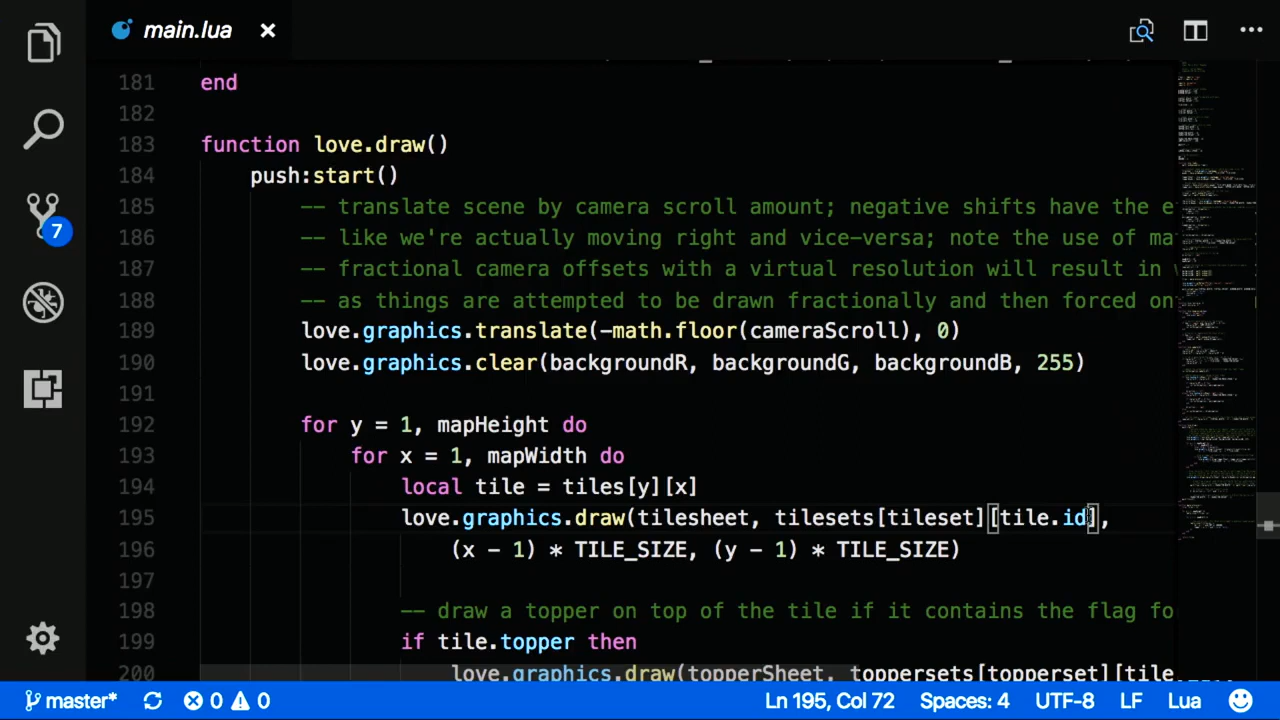 main.lua
181 end
182
183 function love.draw()
184 push:start()
185 -- translate scene by camera scroll amount; negative shifts have the e
186 -- like we're actually moving right and vice-versa; note the use of ma
187 -- fractional camera offsets with a virtual resolution will result in
188 -- as things are attempted to be drawn fractionally and then forced on
189 love.graphics.translate(-math.floor(cameraScroll), 0)
190 love.graphics.clear(backgroundR, backgroundG, backgroundB, 255)
191
192 for y = 1, mapHeight do
193 for x = 1, mapWidth do
194 local tile = tiles[y][x]
195 love.graphics.draw(tilesheet, tilesets[tileset][tile.id],
196 (x - 1) * TILE_SIZE, (y - 1) * TILE_SIZE)
197
198 -- draw a topper on top of the tile if it contains the flag fo
199 if tile.topper then
200 love.graphics.draw(topperSheet, toppersets[topperset][tile.
7
master* 0 0 Ln 195, Col 72 Spaces: 4 UTF-8 LF Lua